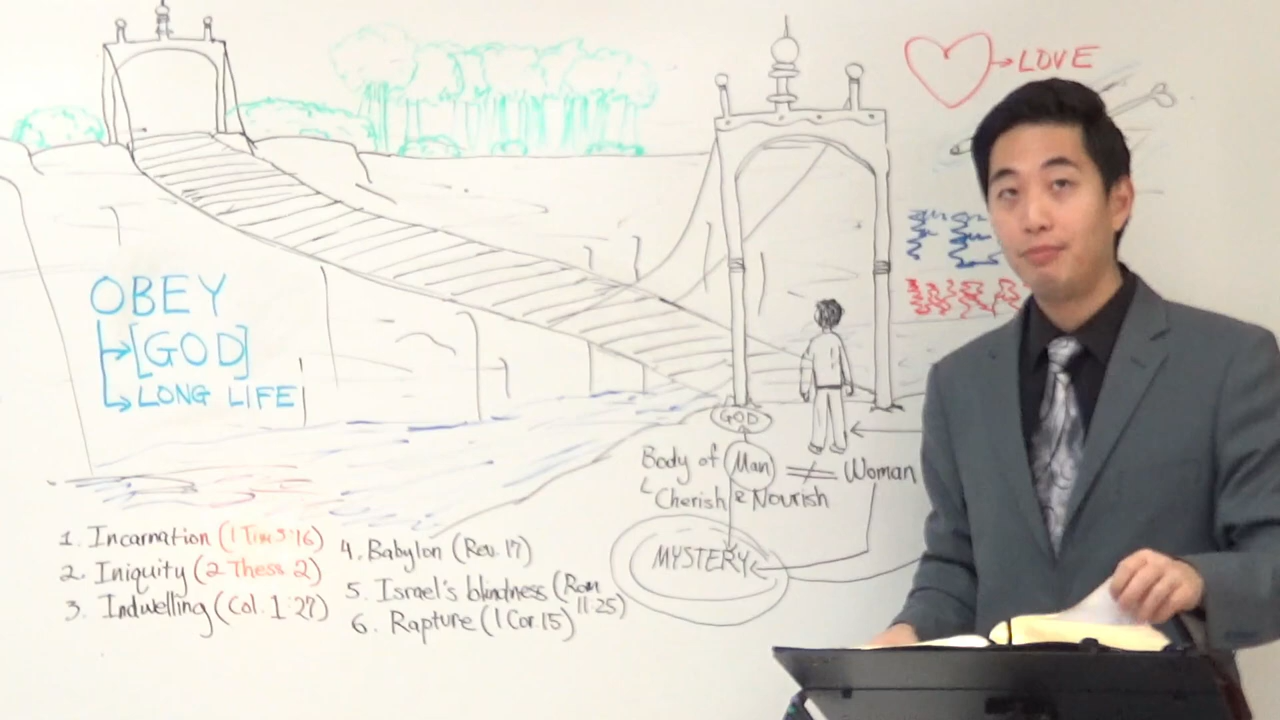 → LOVE
OBEY
→ [GOD]
→ LONG LIFE
GOD
Body of Man ≠ Woman
Cherish & Nourish
MYSTERY
1. Incarnation (1 Tim 3:16)
2. Iniquity (2 Thess. 2)
3. Indwelling (Col. 1:27)
4. Babylon (Rev. 17)
5. Israel's blindness (Rom
11:25)
6. Rapture (1 Cor. 15)